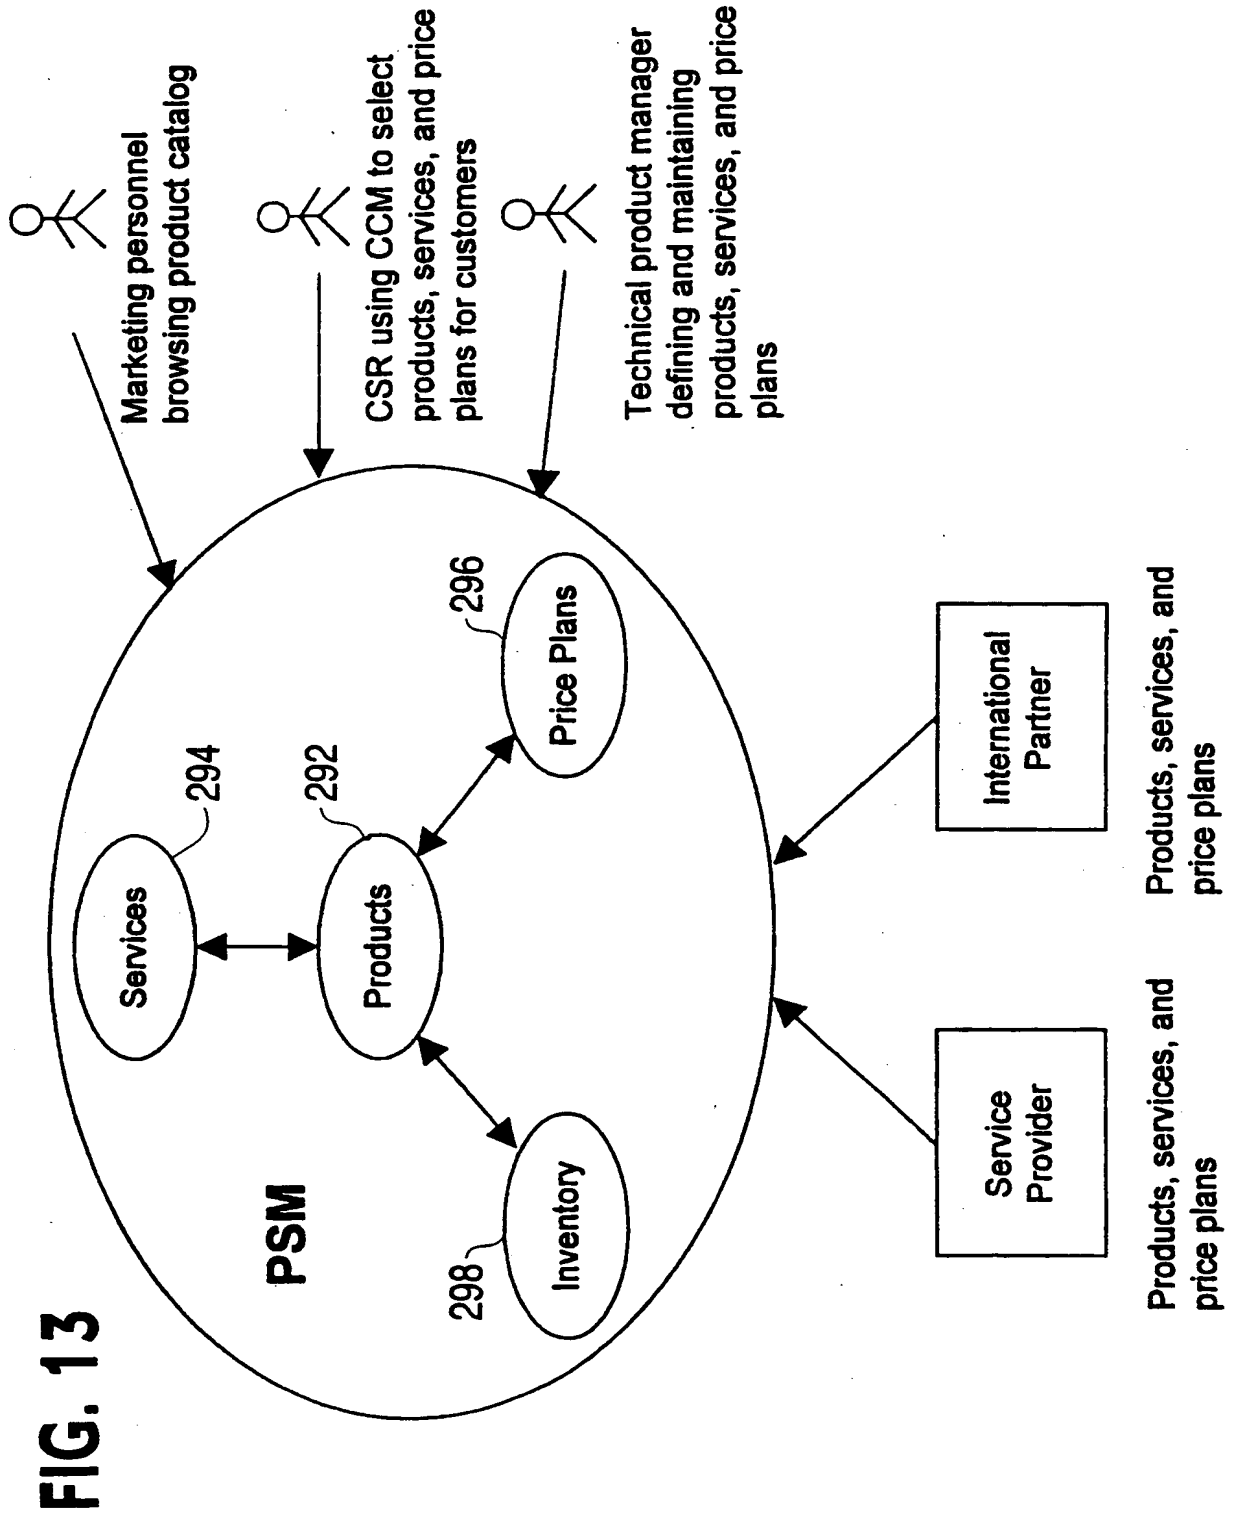 FIG. 13
PSM
Services
294
Products
292
Price Plans
296
Inventory
298
Marketing personnel
browsing product catalog
CSR using CCM to select
products, services, and price
plans for customers
Technical product manager
defining and maintaining
products, services, and price
plans
Service
Provider
Products, services, and
price plans
International
Partner
Products, services, and
price plans